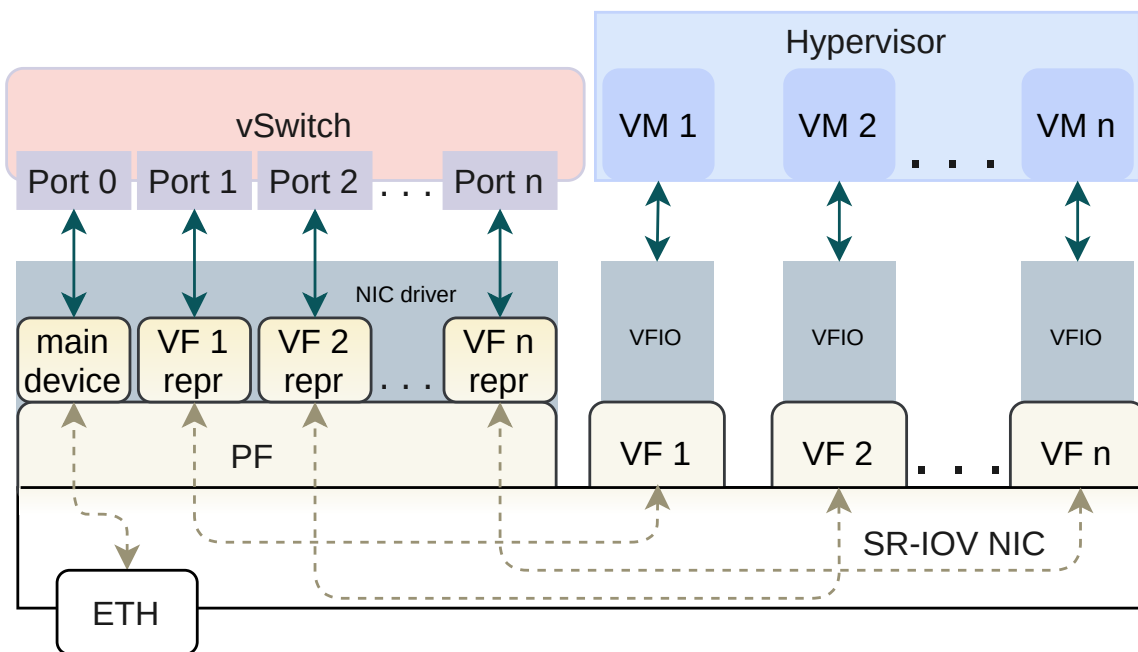 Hypervisor
vSwitch
VM 1
VM 2
. . .
VM n
Port 0
Port 1
Port 2
. . .
Port n
NIC driver
main
device
VF 1
repr
VF 2
repr
. . .
VF n
repr
VFIO
VFIO
VFIO
PF
VF 1
VF 2
. . .
VF n
SR-IOV NIC
ETH